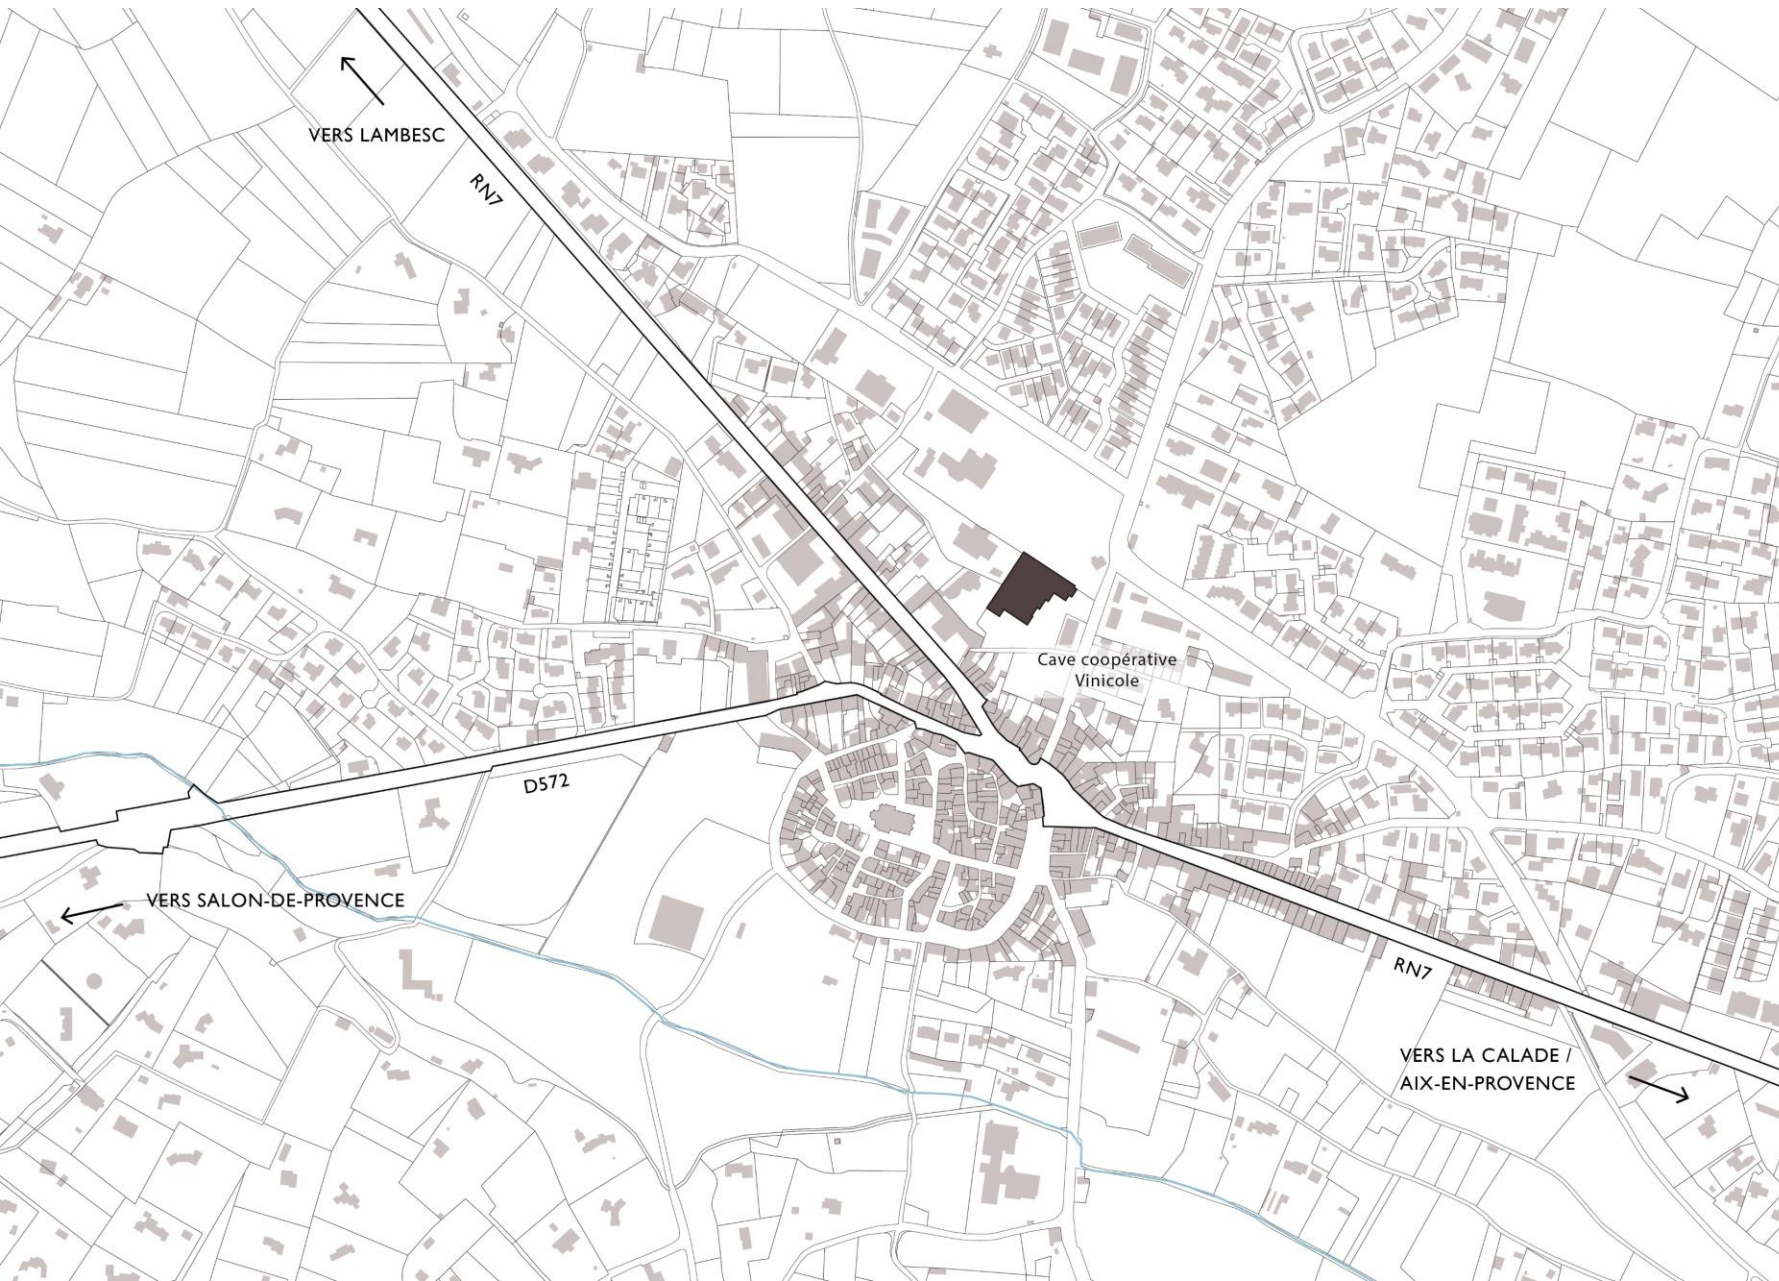 VERS LAMBESC
RN7
Cave coopérative
Vinicole
D572
VERS SALON-DE-PROVENCE
RN7
VERS LA CALADE /
AIX-EN-PROVENCE